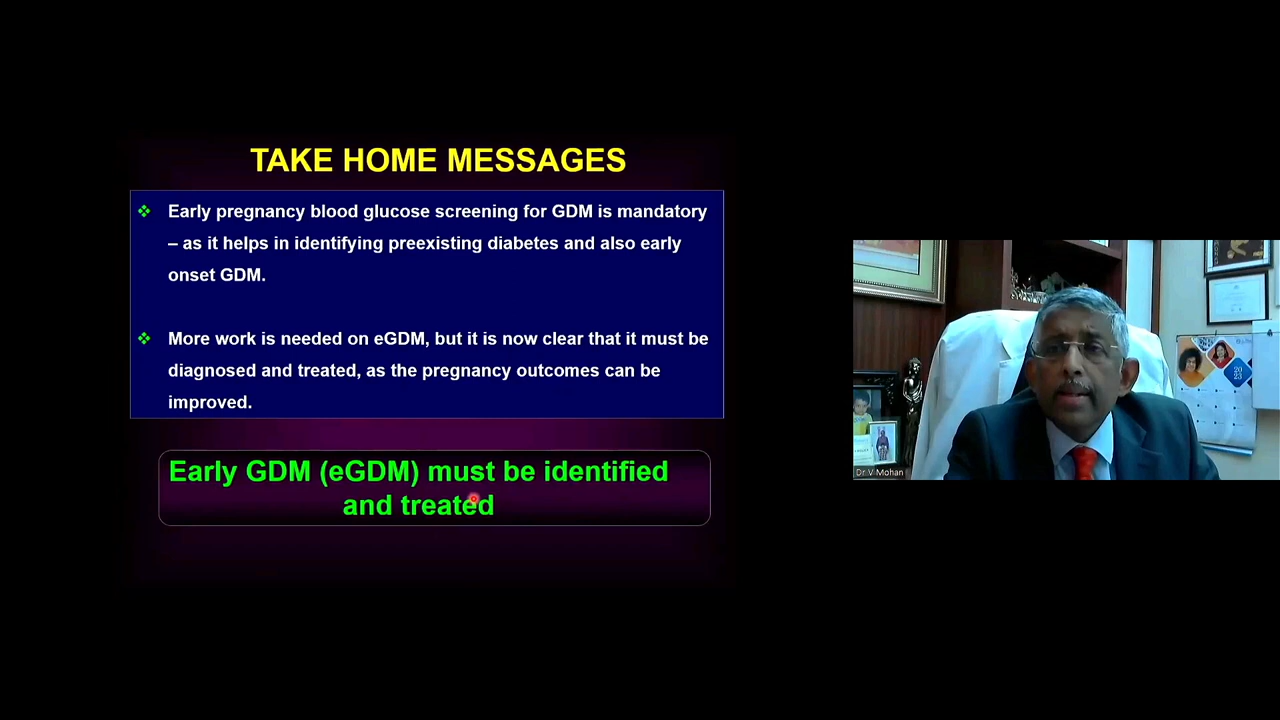 TAKE HOME MESSAGES
Early pregnancy blood glucose screening for GDM is mandatory
– as it helps in identifying preexisting diabetes and also early
onset GDM.
More work is needed on eGDM, but it is now clear that it must be
diagnosed and treated, as the pregnancy outcomes can be
improved.
Early GDM (eGDM) must be identified
and treated
Dr V Mohan
20
23